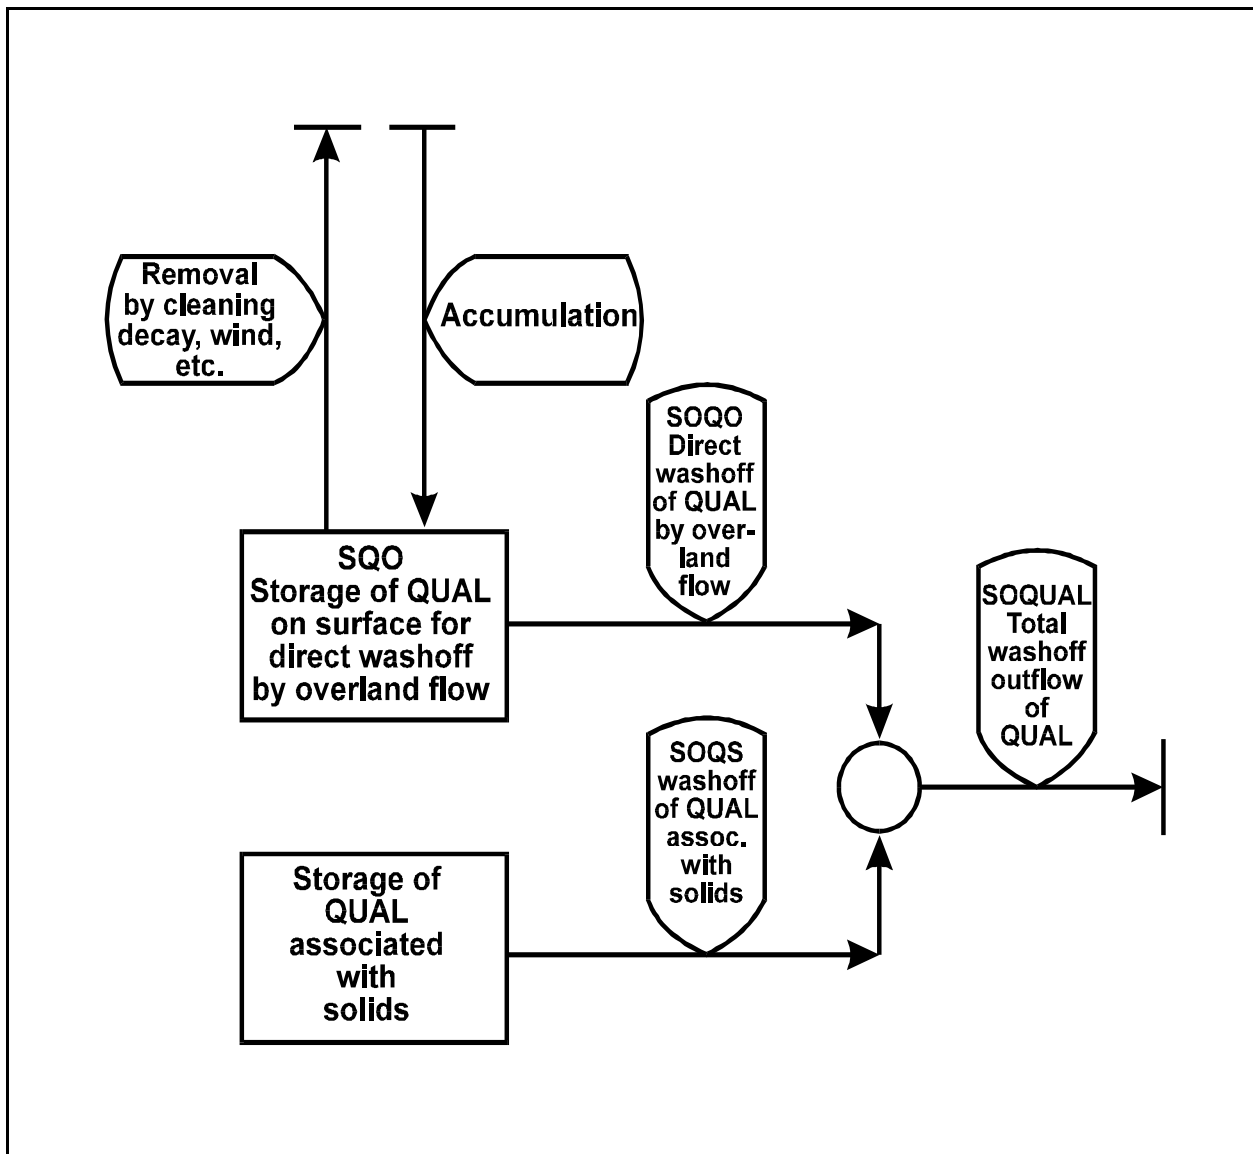 Removal
by cleaning
decay, wind,
etc.
Accumulation
SOQO
Direct
washoff
of QUAL
by over-
land
flow
SQO
Storage of QUAL
on surface for
direct washoff
by overland flow
SOQUAL
Total
washoff
outflow
of
QUAL
SOQS
washoff
of QUAL
assoc.
with
solids
Storage of
QUAL
associated
with
solids